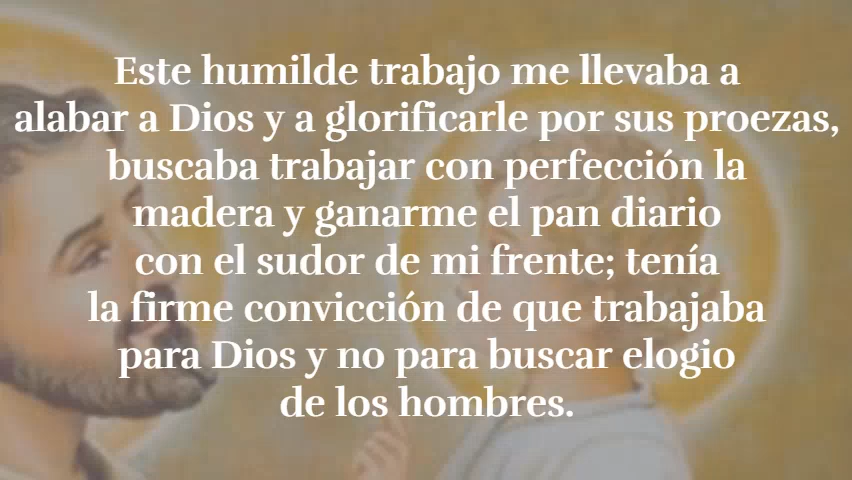 Este humilde trabajo me llevaba a
alabar a Dios y a glorificarle por sus proezas,
buscaba trabajar con perfección la
madera y ganarme el pan diario
con el sudor de mi frente; tenía
la firme convicción de que trabajaba
para Dios y no para buscar elogio
de los hombres.